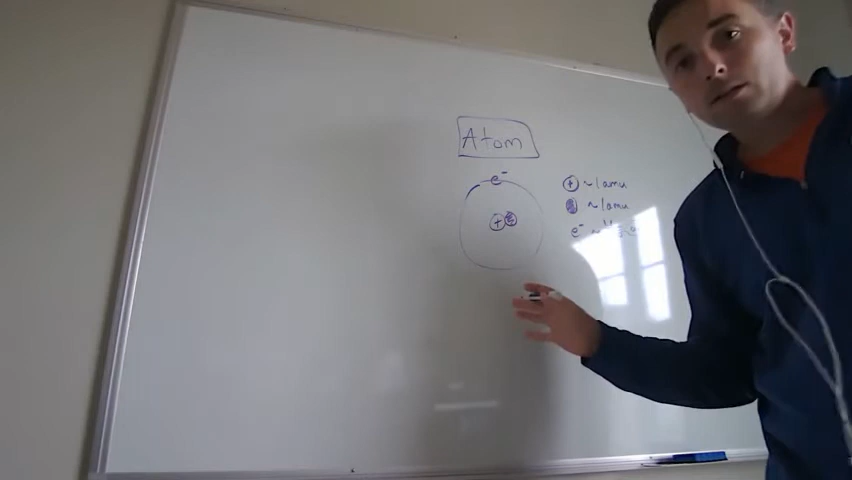 Atom
e⁻
+
+ ~1amu
~1amu
e⁻ ~